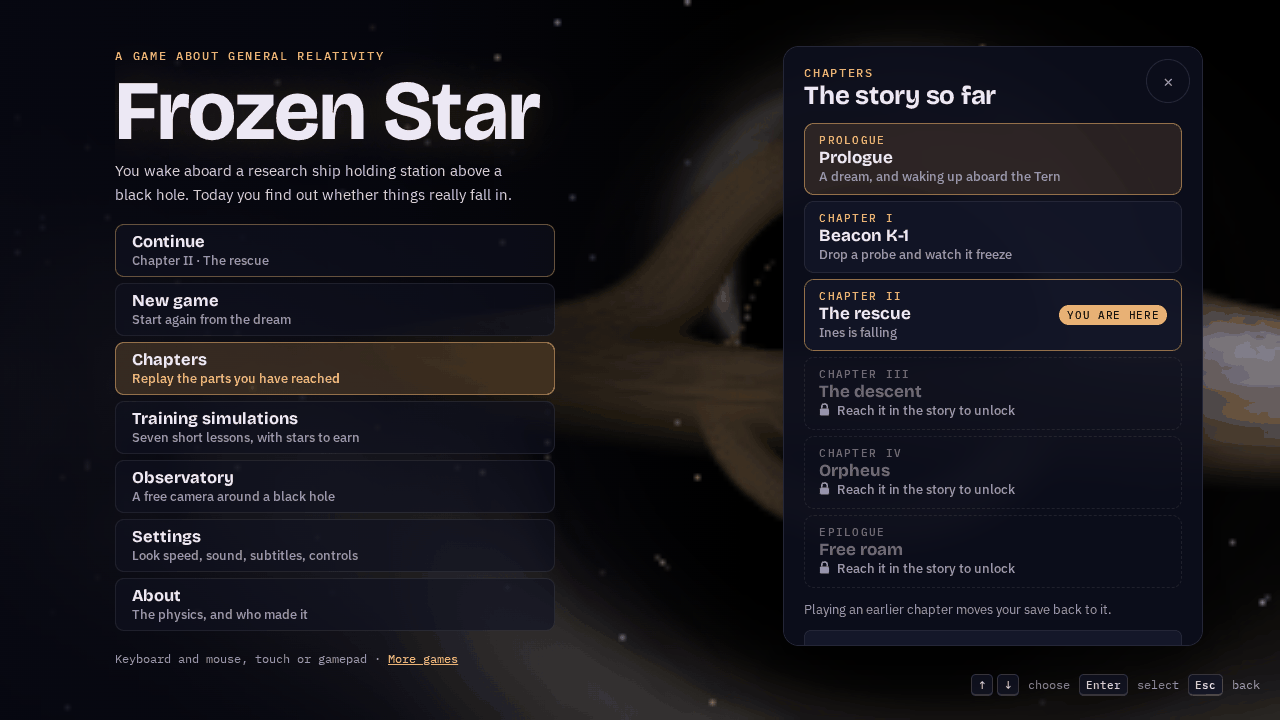 A GAME ABOUT GENERAL RELATIVITY
Frozen Star
You wake aboard a research ship holding station above a
black hole. Today you find out whether things really fall in.
Continue
Chapter II · The rescue
New game
Start again from the dream
Chapters
Replay the parts you have reached
Training simulations
Seven short lessons, with stars to earn
Observatory
A free camera around a black hole
Settings
Look speed, sound, subtitles, controls
About
The physics, and who made it
Keyboard and mouse, touch or gamepad · More games
CHAPTERS
The story so far
×
PROLOGUE
Prologue
A dream, and waking up aboard the Tern
CHAPTER I
Beacon K-1
Drop a probe and watch it freeze
CHAPTER II
The rescue
Ines is falling
YOU ARE HERE
CHAPTER III
The descent
Reach it in the story to unlock
CHAPTER IV
Orpheus
Reach it in the story to unlock
EPILOGUE
Free roam
Reach it in the story to unlock
Playing an earlier chapter moves your save back to it.
↑ ↓ choose Enter select Esc back